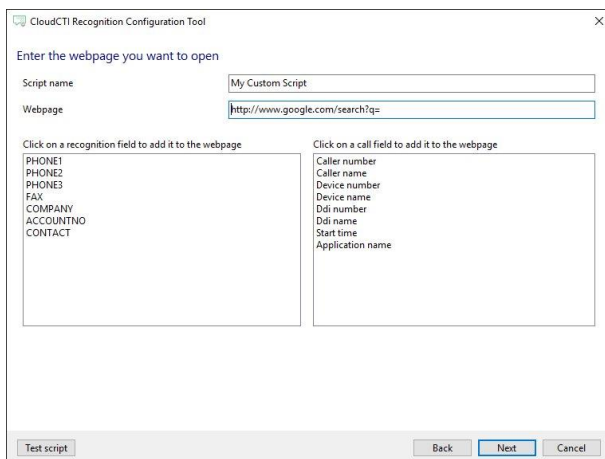 CloudCTI Recognition Configuration Tool
Enter the webpage you want to open
Script name
My Custom Script
Webpage
http://www.google.com/search?q=
Click on a recognition field to add it to the webpage
PHONE1
PHONE2
PHONE3
FAX
COMPANY
ACCOUNTNO
CONTACT
Click on a call field to add it to the webpage
Caller number
Caller name
Device number
Device name
Ddi number
Ddi name
Start time
Application name
Test script
Back
Next
Cancel